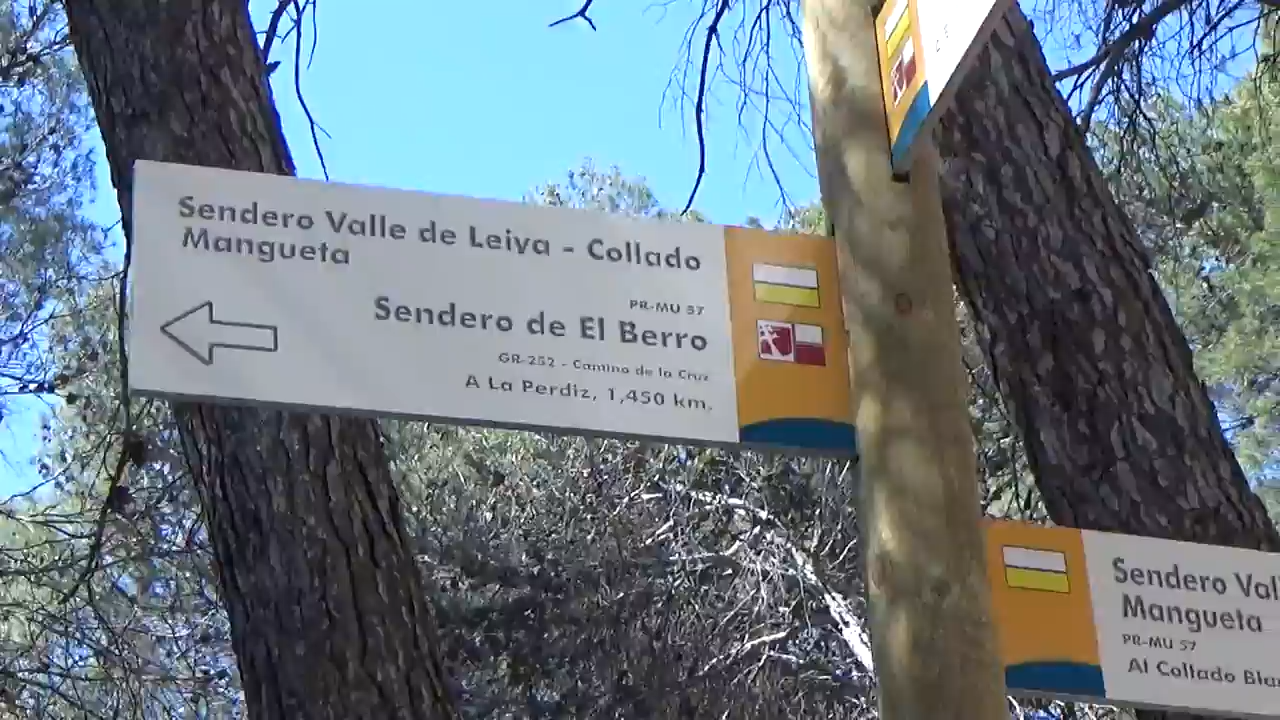 Sendero Valle de Leiva - Collado
Mangueta
PR-MU 57
Sendero de El Berro
GR-252 - Camino de la Cruz
A La Perdiz, 1,450 km.
Sendero Val
Mangueta
PR-MU 57
Al Collado Bla